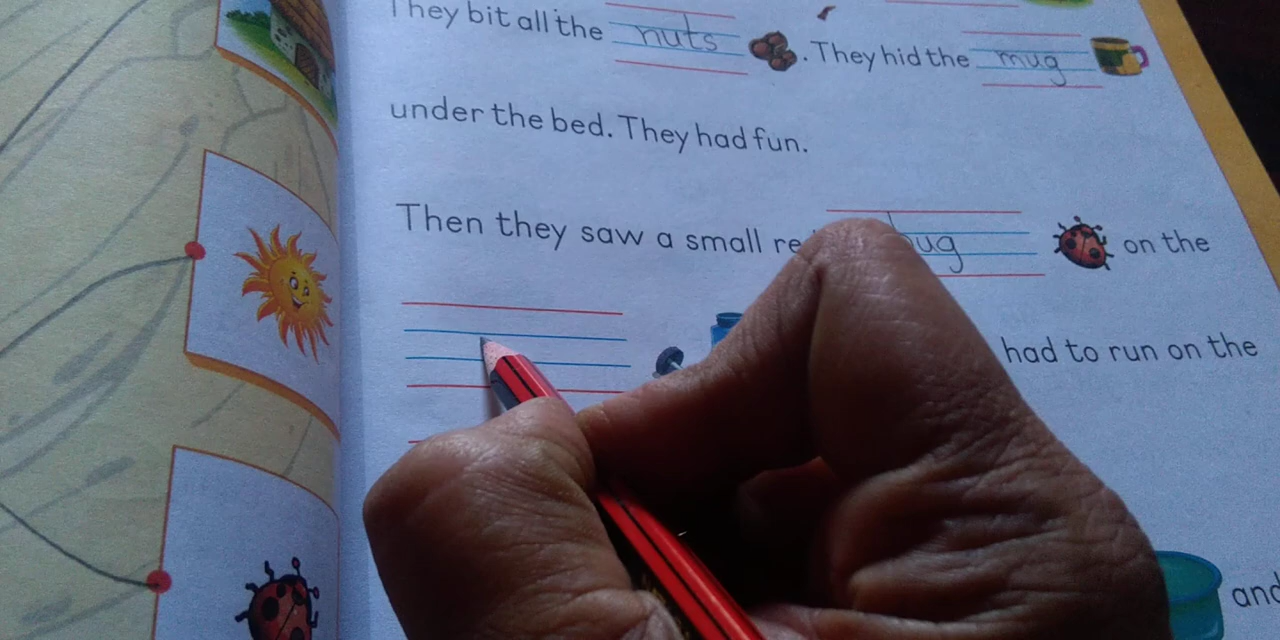 They bit all the nuts . They hid the mug
under the bed. They had fun.
Then they saw a small bug on the
had to run on the
and